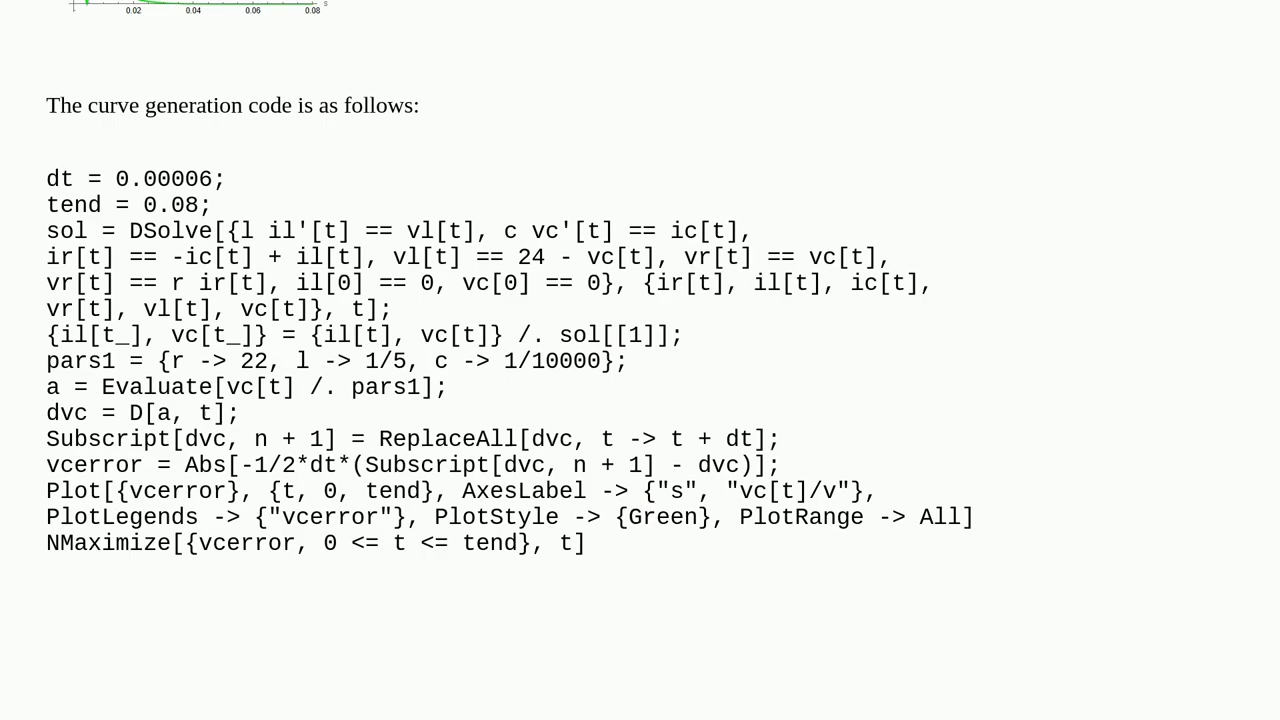 0.02 0.04 0.06 0.08 s
The curve generation code is as follows:
dt = 0.00006;
tend = 0.08;
sol = DSolve[{l il'[t] == vl[t], c vc'[t] == ic[t],
ir[t] == -ic[t] + il[t], vl[t] == 24 - vc[t], vr[t] == vc[t],
vr[t] == r ir[t], il[0] == 0, vc[0] == 0}, {ir[t], il[t], ic[t],
vr[t], vl[t], vc[t]}, t];
{il[t_], vc[t_]} = {il[t], vc[t]} /. sol[[1]];
pars1 = {r -> 22, l -> 1/5, c -> 1/10000};
a = Evaluate[vc[t] /. pars1];
dvc = D[a, t];
Subscript[dvc, n + 1] = ReplaceAll[dvc, t -> t + dt];
vcerror = Abs[-1/2*dt*(Subscript[dvc, n + 1] - dvc)];
Plot[{vcerror}, {t, 0, tend}, AxesLabel -> {"s", "vc[t]/v"},
PlotLegends -> {"vcerror"}, PlotStyle -> {Green}, PlotRange -> All]
NMaximize[{vcerror, 0 <= t <= tend}, t]